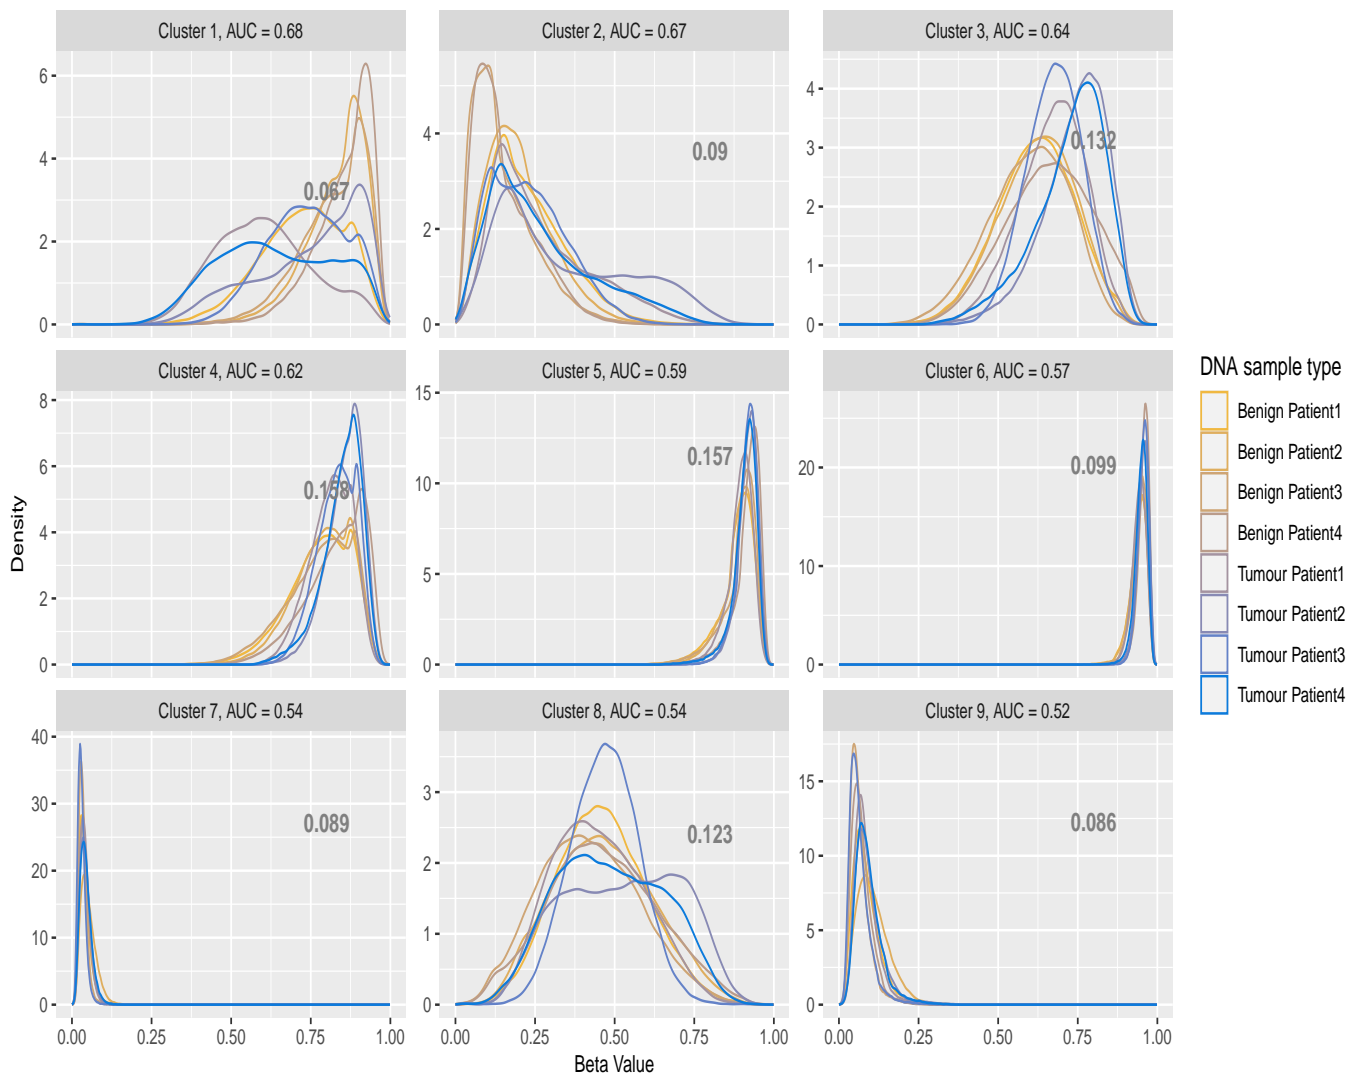 Cluster 1, AUC = 0.68
Cluster 2, AUC = 0.67
Cluster 3, AUC = 0.64
6
4
2
0
0.067
4
2
0
0.09
4
3
2
1
0
0.132
Cluster 4, AUC = 0.62
Cluster 5, AUC = 0.59
Cluster 6, AUC = 0.57
8
6
4
2
0
0.158
15
10
5
0
0.157
20
10
0
0.099
Cluster 7, AUC = 0.54
Cluster 8, AUC = 0.54
Cluster 9, AUC = 0.52
40
30
20
10
0
0.089
3
2
1
0
0.123
15
10
5
0
0.086
0.00 0.25 0.50 0.75 1.00
0.00 0.25 0.50 0.75 1.00
0.00 0.25 0.50 0.75 1.00
Beta Value
Density
DNA sample type
Benign Patient1
Benign Patient2
Benign Patient3
Benign Patient4
Tumour Patient1
Tumour Patient2
Tumour Patient3
Tumour Patient4